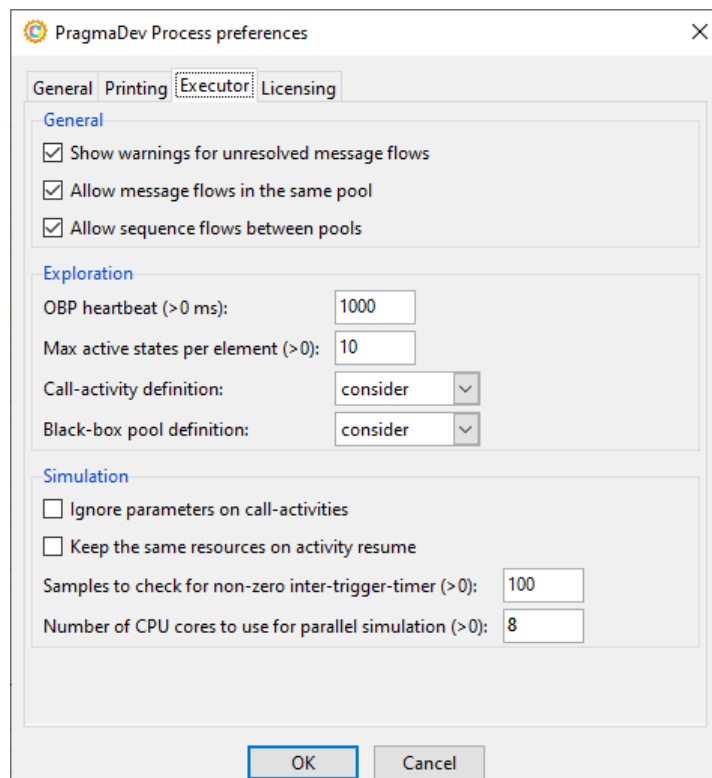 PragmaDev Process preferences
General Printing Executor Licensing
General
Show warnings for unresolved message flows
Allow message flows in the same pool
Allow sequence flows between pools
Exploration
OBP heartbeat (>0 ms): 1000
Max active states per element (>0): 10
Call-activity definition: consider
Black-box pool definition: consider
Simulation
Ignore parameters on call-activities
Keep the same resources on activity resume
Samples to check for non-zero inter-trigger-timer (>0): 100
Number of CPU cores to use for parallel simulation (>0): 8
OK Cancel